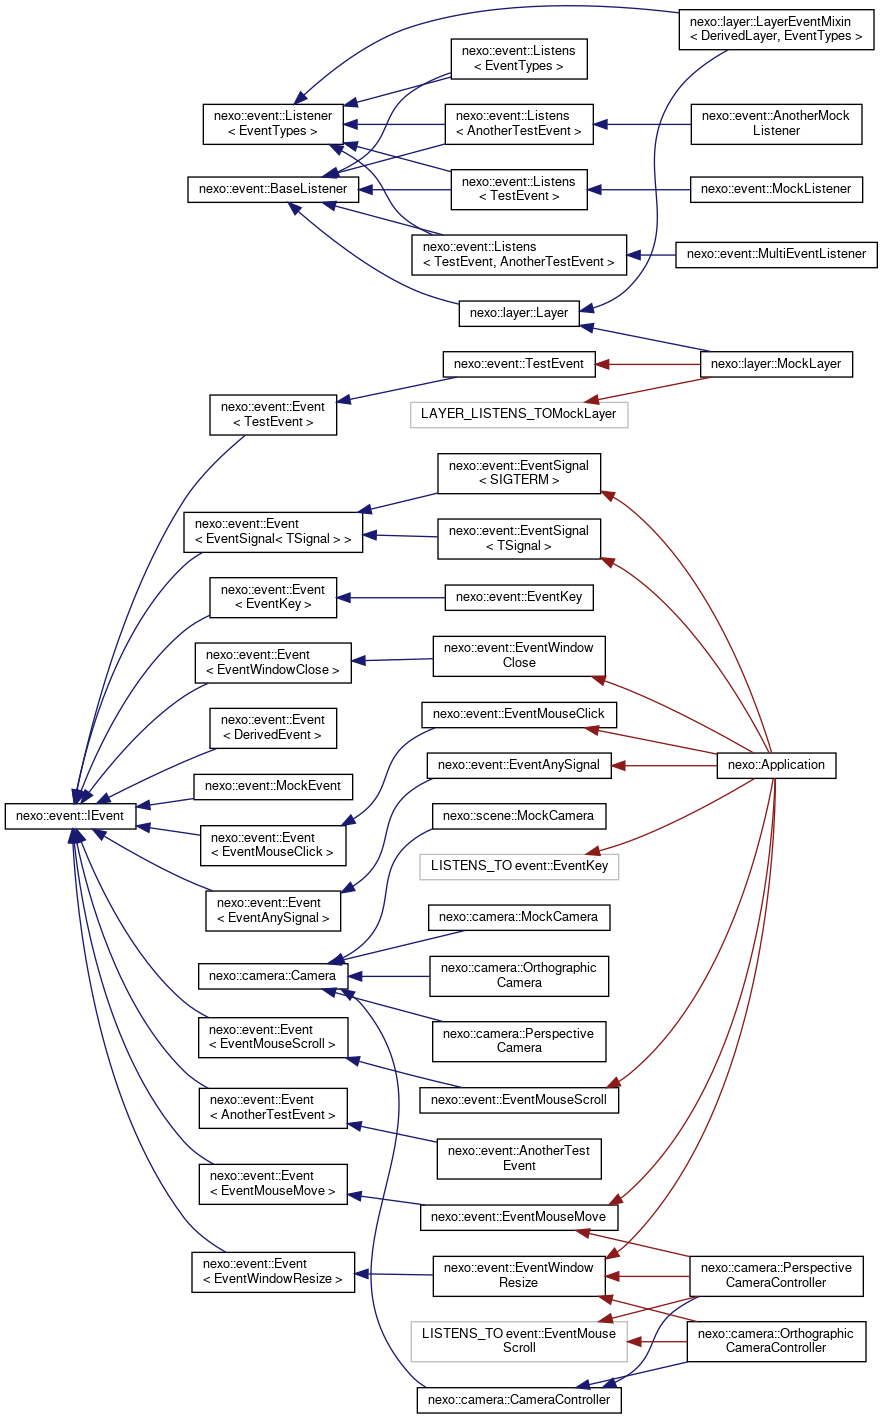 nexo::layer::LayerEventMixin
< DerivedLayer, EventTypes >
nexo::event::Listens
< EventTypes >
nexo::event::Listener
< EventTypes >
nexo::event::Listens
< AnotherTestEvent >
nexo::event::AnotherMock
Listener
nexo::event::BaseListener
nexo::event::Listens
< TestEvent >
nexo::event::MockListener
nexo::event::Listens
< TestEvent, AnotherTestEvent >
nexo::event::MultiEventListener
nexo::layer::Layer
nexo::event::TestEvent
nexo::layer::MockLayer
nexo::event::Event
< TestEvent >
LAYER_LISTENS_TOMockLayer
nexo::event::EventSignal
< SIGTERM >
nexo::event::Event
< EventSignal< TSignal > >
nexo::event::EventSignal
< TSignal >
nexo::event::Event
< EventKey >
nexo::event::EventKey
nexo::event::Event
< EventWindowClose >
nexo::event::EventWindow
Close
nexo::event::Event
< DerivedEvent >
nexo::event::EventMouseClick
nexo::event::EventAnySignal
nexo::Application
nexo::event::MockEvent
nexo::event::IEvent
nexo::scene::MockCamera
nexo::event::Event
< EventMouseClick >
LISTENS_TO event::EventKey
nexo::event::Event
< EventAnySignal >
nexo::camera::MockCamera
nexo::camera::Camera
nexo::camera::Orthographic
Camera
nexo::event::Event
< EventMouseScroll >
nexo::camera::Perspective
Camera
nexo::event::Event
< AnotherTestEvent >
nexo::event::EventMouseScroll
nexo::event::AnotherTest
Event
nexo::event::Event
< EventMouseMove >
nexo::event::EventMouseMove
nexo::event::Event
< EventWindowResize >
nexo::event::EventWindow
Resize
nexo::camera::Perspective
CameraController
LISTENS_TO event::EventMouse
Scroll
nexo::camera::Orthographic
CameraController
nexo::camera::CameraController